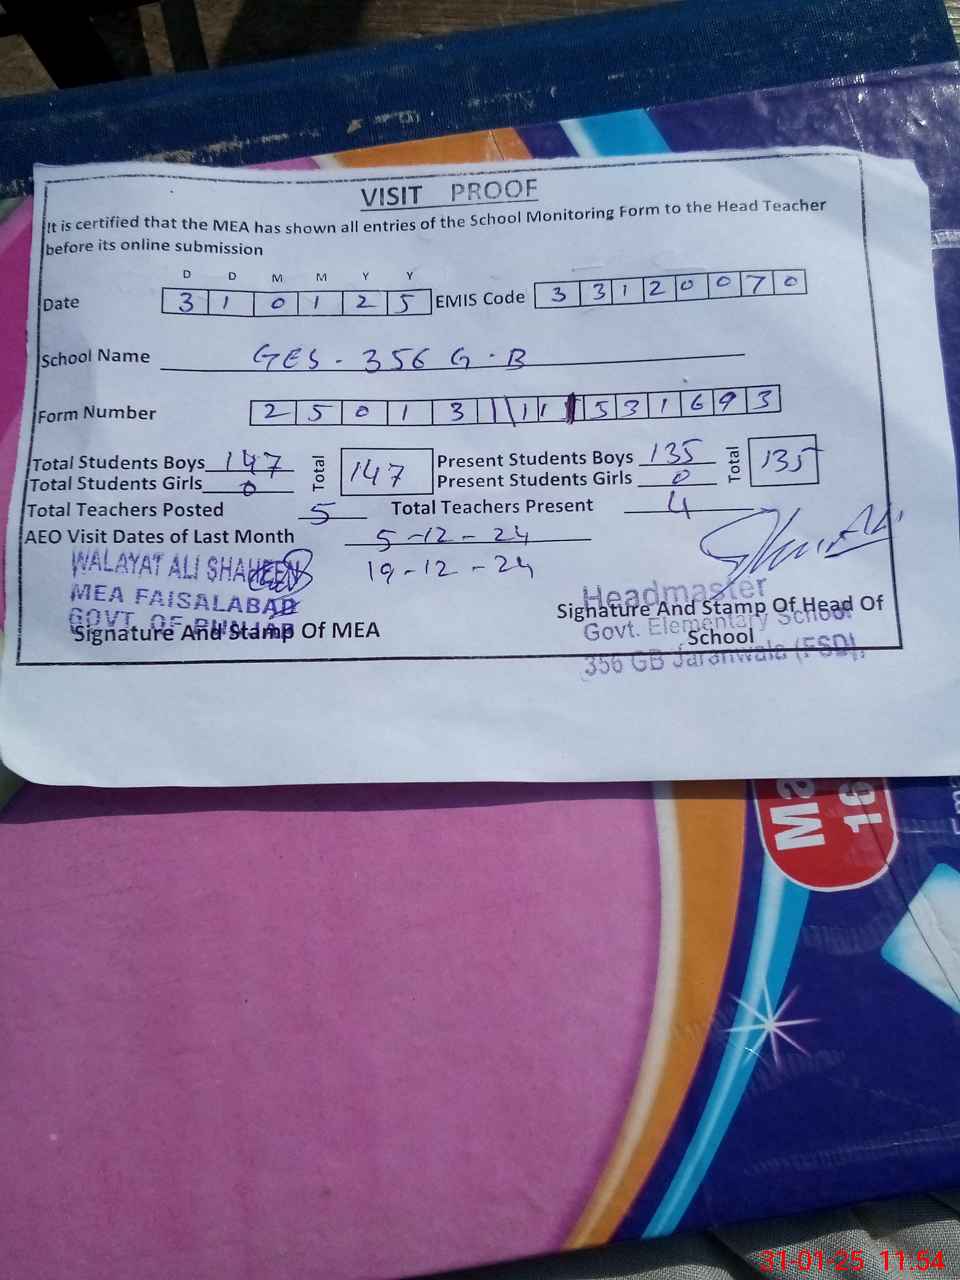 VISIT PROOF
It is certified that the MEA has shown all entries of the School Monitoring Form to the Head Teacher
before its online submission
D D M M Y Y
Date 3 1 0 1 2 5 EMIS Code 3 3 1 2 0 0 7 0
School Name GES - 356 G.B
Form Number 2 5 0 1 3 1 1 1 5 3 1 6 9 3
Total Students Boys 147 Total 147 Present Students Boys 135 Total 135
Total Students Girls 0 Present Students Girls 0
Total Teachers Posted 5 Total Teachers Present 4
AEO Visit Dates of Last Month 5-12-24
19-12-24
WALAYAT ALI SHAHEEN
MEA FAISALABAD
GOVT. OF PUNJAB
Signature And Stamp Of MEA
Headmaster
Signature And Stamp Of Head Of
Govt. Elementary School
School
356 GB Jaranwala (FSD).
Ma
16
31-01-25 11:54